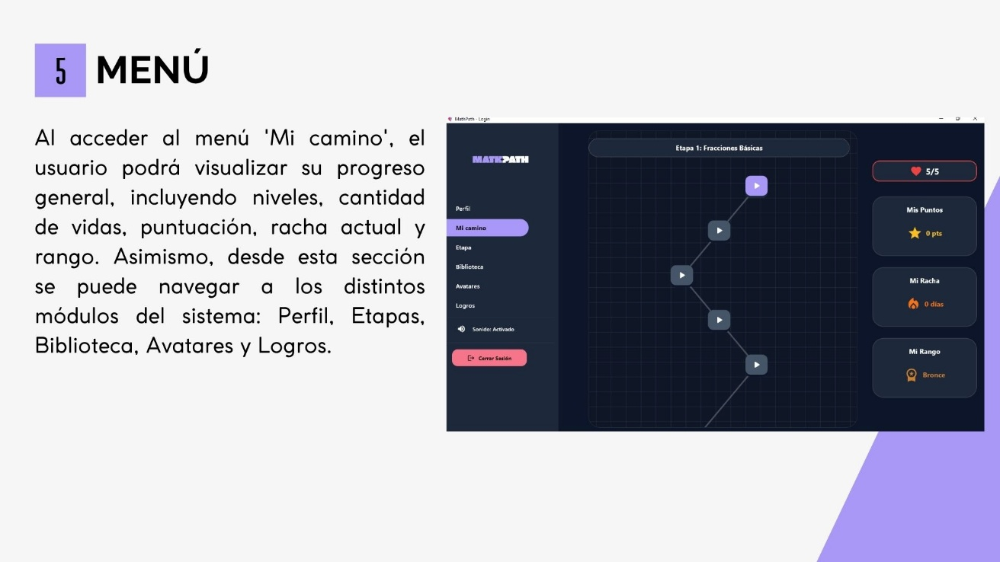 5 MENÚ
Al acceder al menú 'Mi camino', el
usuario podrá visualizar su progreso
general, incluyendo niveles, cantidad
de vidas, puntuación, racha actual y
rango. Asimismo, desde esta sección
se puede navegar a los distintos
módulos del sistema: Perfil, Etapas,
Biblioteca, Avatares y Logros.
MathPath - Login
MATHPATH
Perfil
Mi camino
Etapa
Biblioteca
Avatares
Logros
Sonido: Activado
Cerrar Sesión
Etapa 1: Fracciones Básicas
5/5
Mis Puntos
0 pts
Mi Racha
0 días
Mi Rango
Bronce